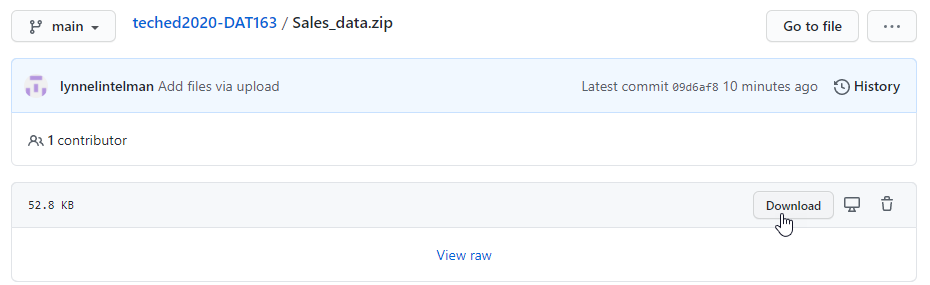 main teched2020-DAT163 / Sales_data.zip Go to file ...
lynnelintelman Add files via upload Latest commit 09d6af8 10 minutes ago History
1 contributor
52.8 KB Download
View raw